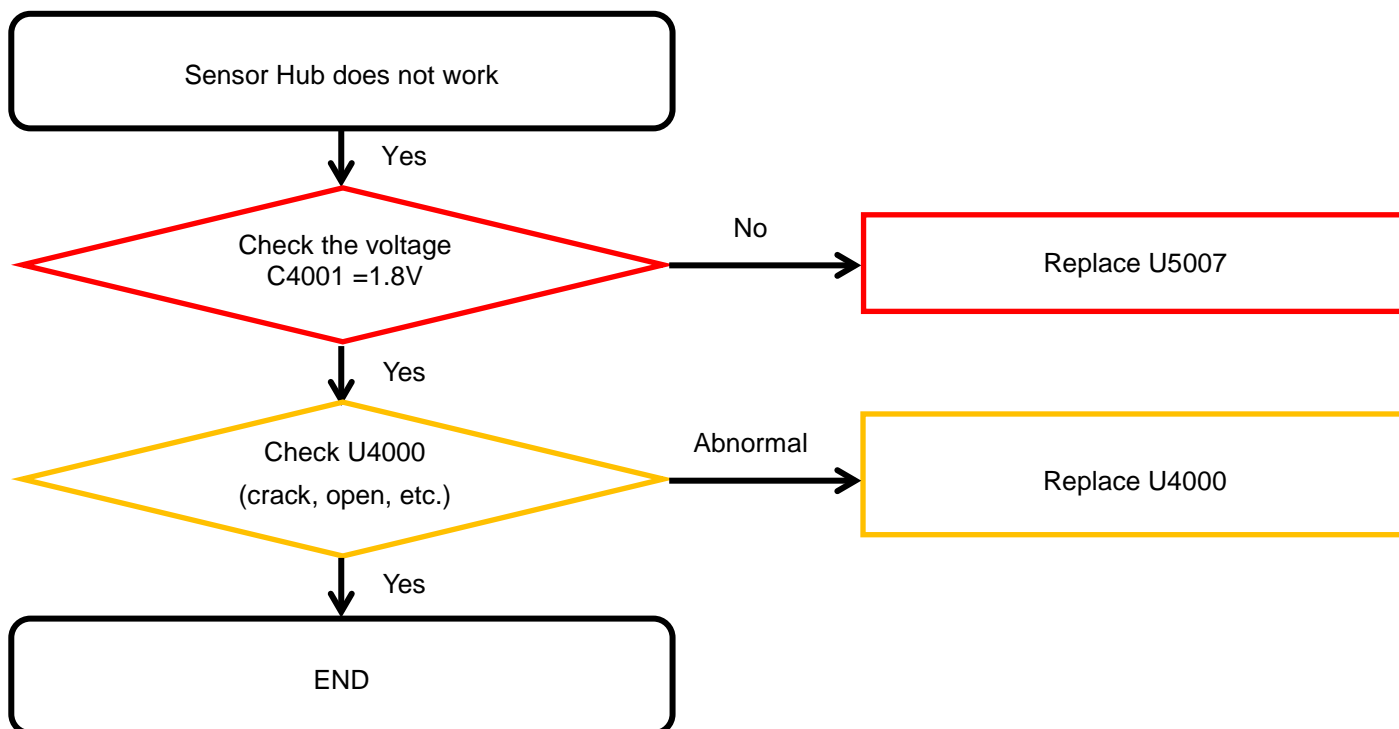 Sensor Hub does not work
Yes
Check the voltage
C4001 =1.8V
No
Replace U5007
Yes
Check U4000
(crack, open, etc.)
Abnormal
Replace U4000
Yes
END